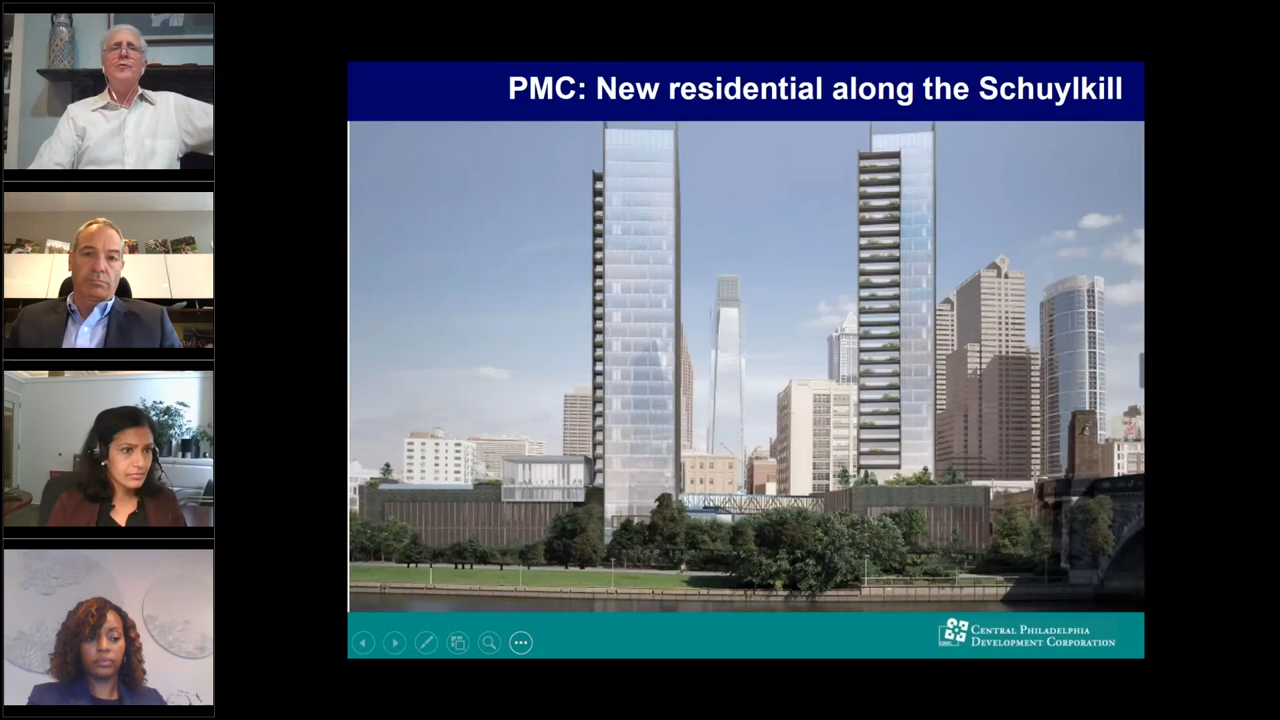 PMC: New residential along the Schuylkill
CENTRAL PHILADELPHIA
DEVELOPMENT CORPORATION